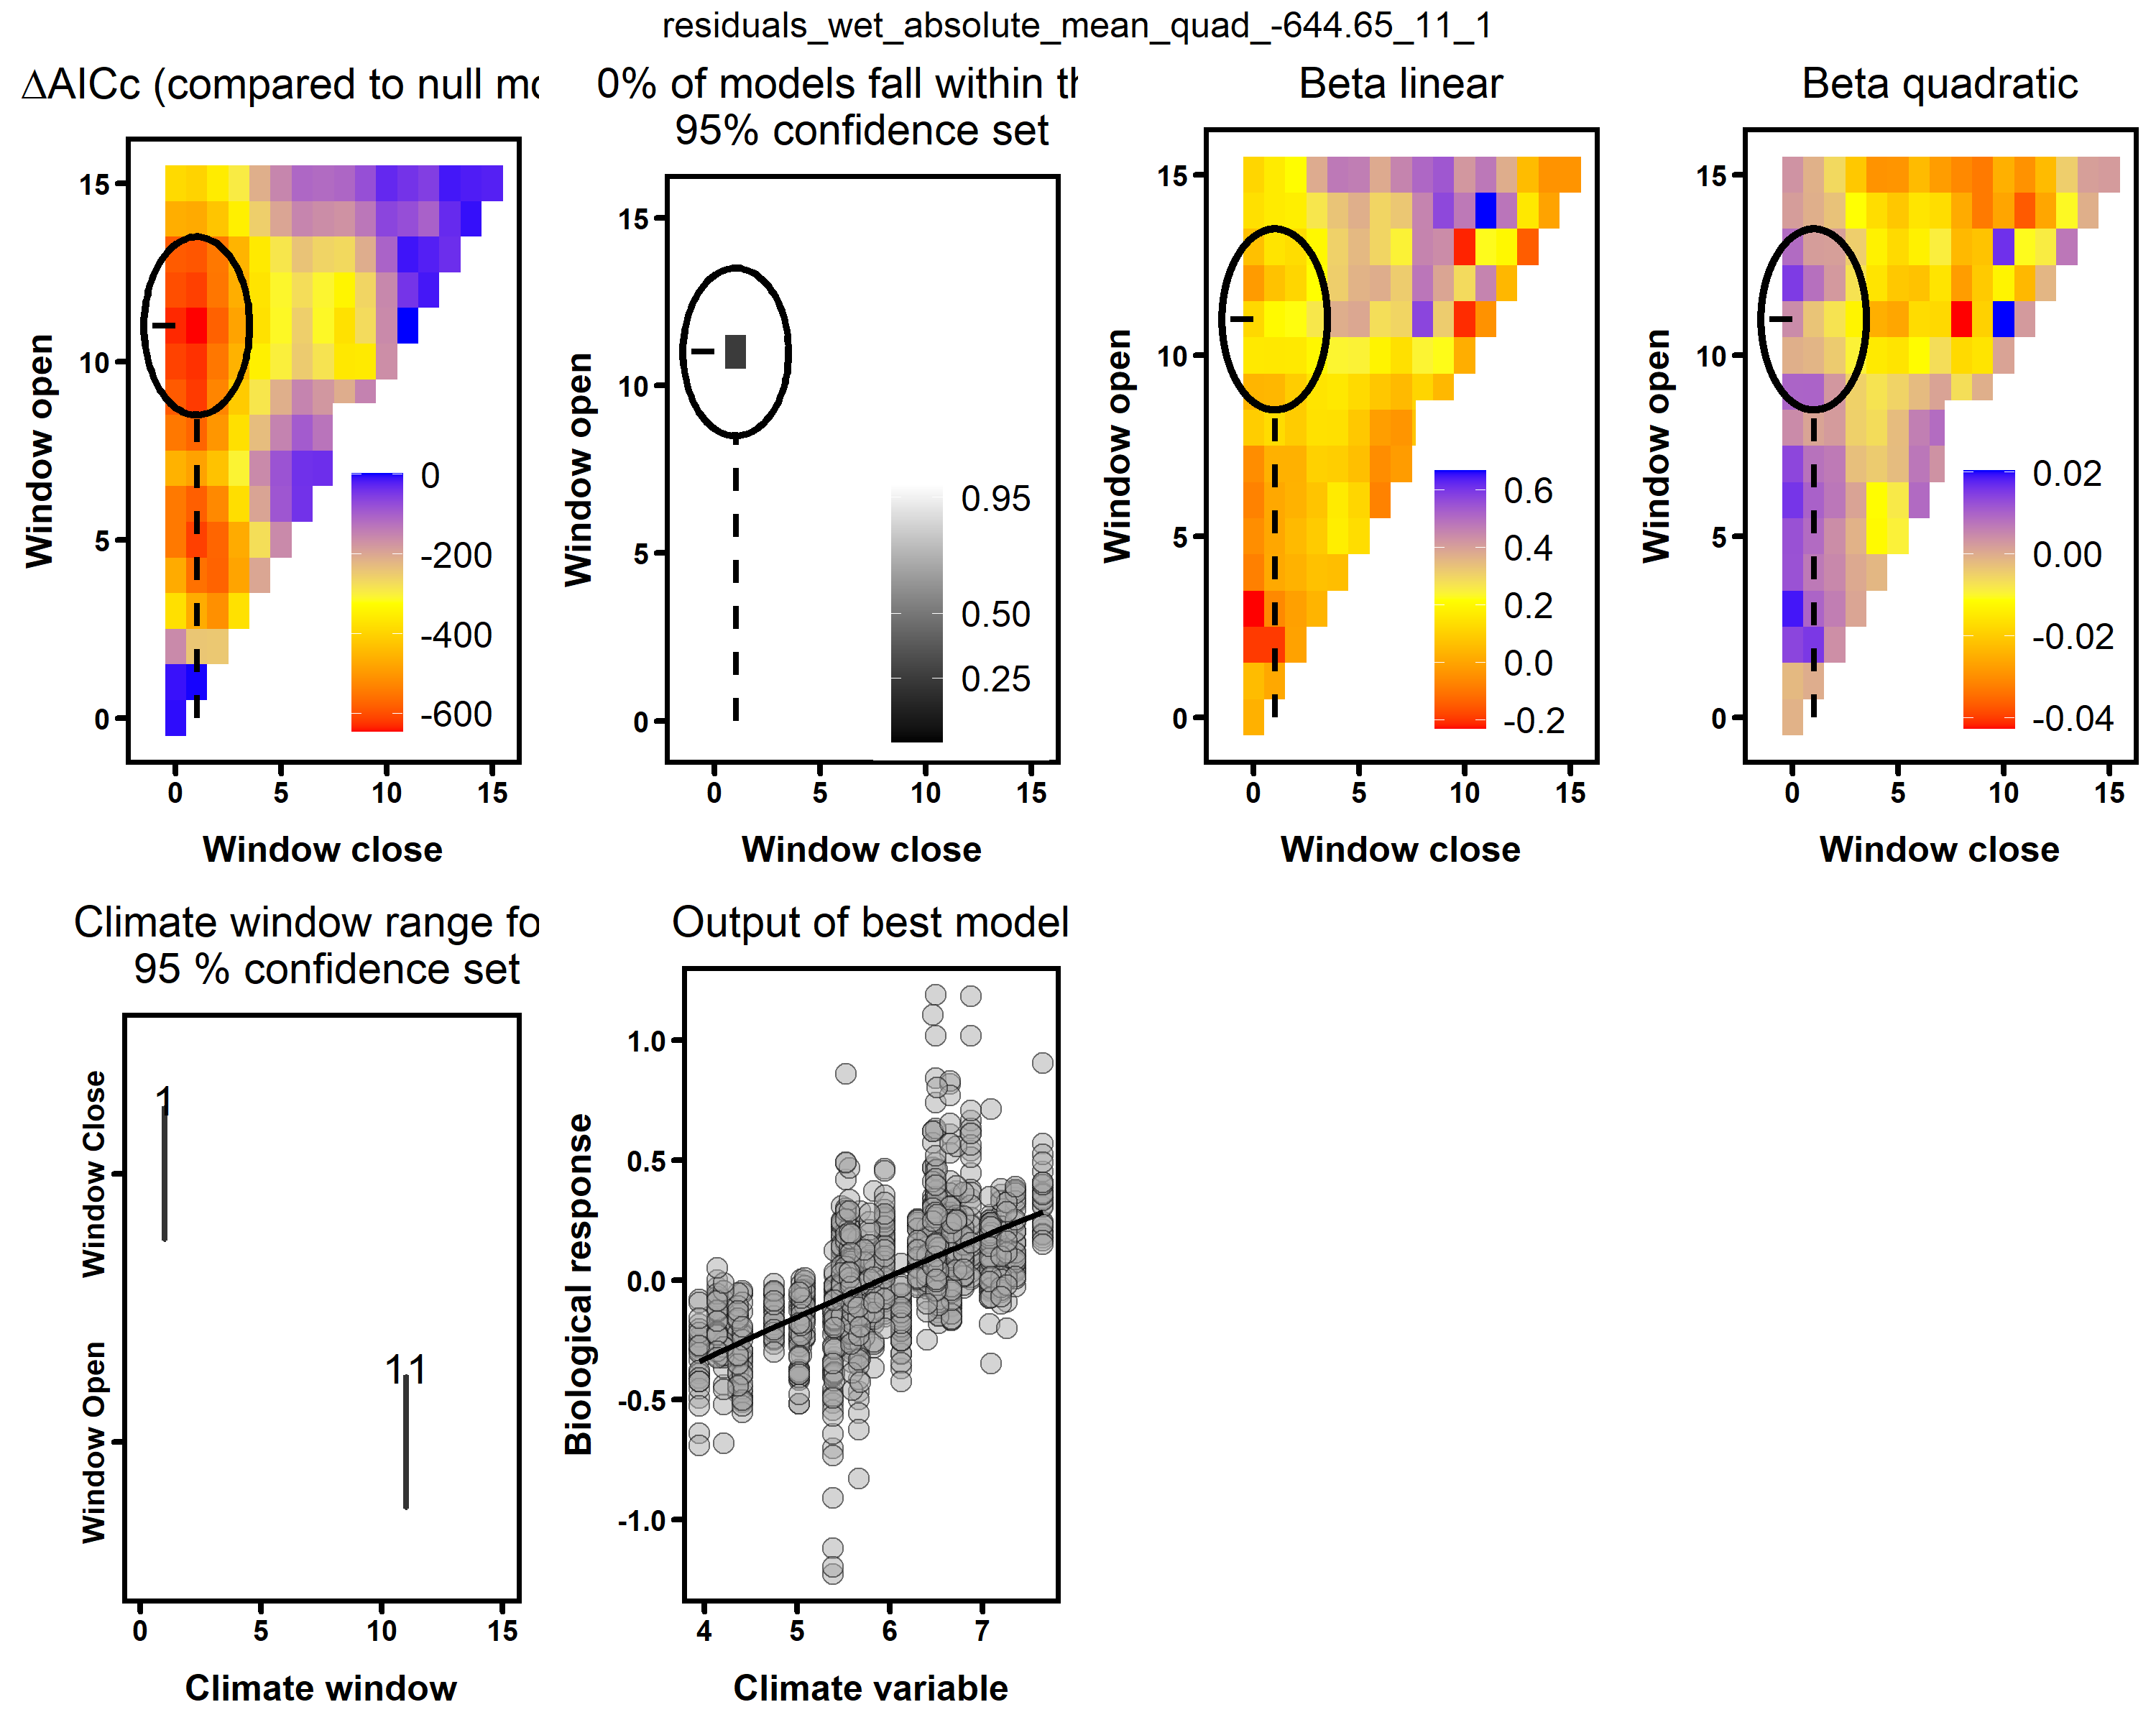 residuals_wet_absolute_mean_quad_-644.65_11_1
ΔAICc (compared to null mo
15
10
5
0
0
-200
-400
-600
0 5 10 15
Window open
Window close
0% of models fall within th
95% confidence set
15
10
5
0
0.95
0.50
0.25
0 5 10 15
Window open
Window close
Beta linear
15
10
5
0
0.6
0.4
0.2
0.0
-0.2
0 5 10 15
Window open
Window close
Beta quadratic
15
10
5
0
0.02
0.00
-0.02
-0.04
0 5 10 15
Window open
Window close
Climate window range fo
95 % confidence set
Window Close
Window Open
1
11
0 5 10 15
Climate window
Output of best model
1.0
0.5
0.0
-0.5
-1.0
4 5 6 7
Biological response
Climate variable